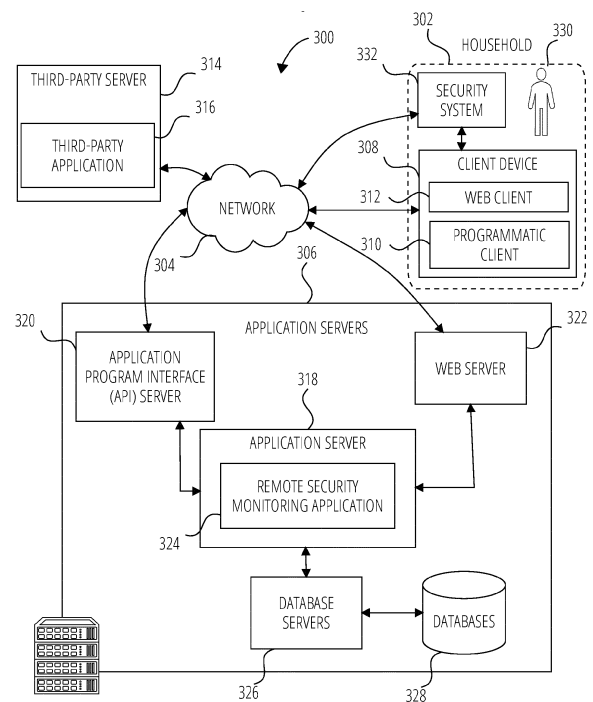 300
302
HOUSEHOLD
330
332
SECURITY
SYSTEM
314
THIRD-PARTY SERVER
316
THIRD-PARTY
APPLICATION
308
CLIENT DEVICE
312
WEB CLIENT
310
PROGRAMMATIC
CLIENT
NETWORK
304
306
APPLICATION SERVERS
320
APPLICATION
PROGRAM INTERFACE
(API) SERVER
322
WEB SERVER
318
APPLICATION SERVER
REMOTE SECURITY
MONITORING APPLICATION
324
DATABASE
SERVERS
326
DATABASES
328